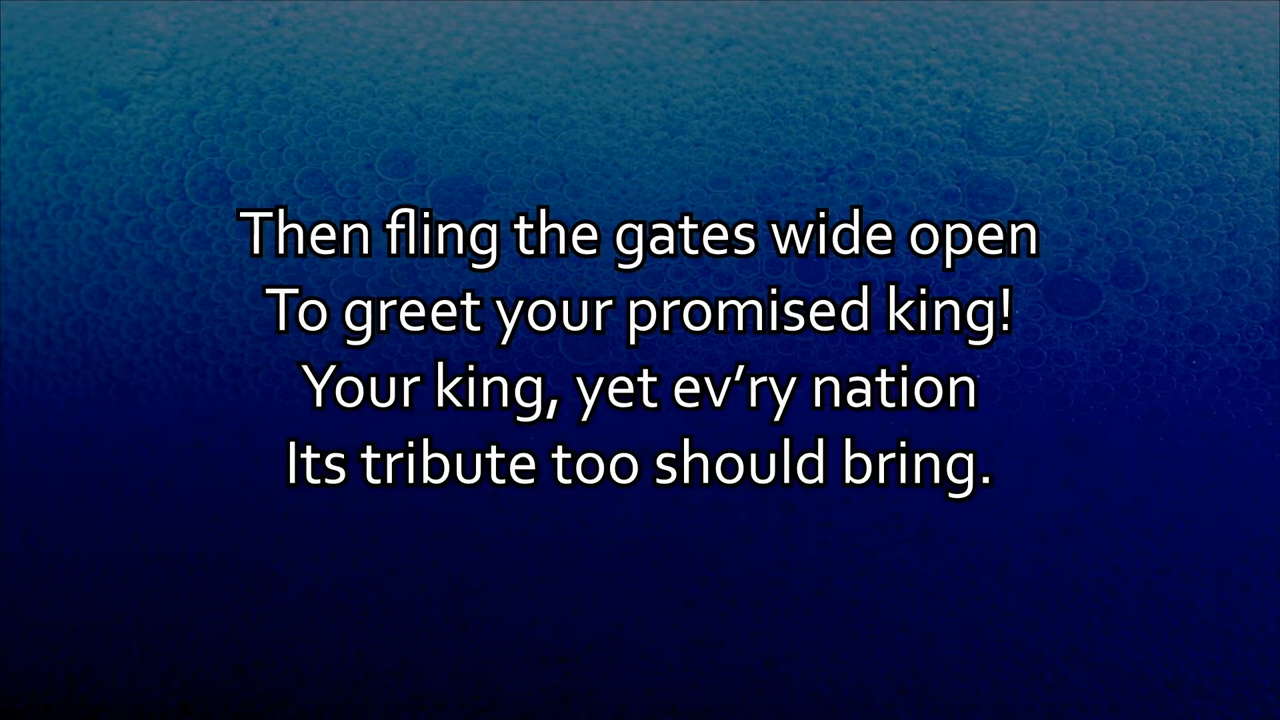 Then fling the gates wide open
To greet your promised king!
Your king, yet ev’ry nation
Its tribute too should bring.